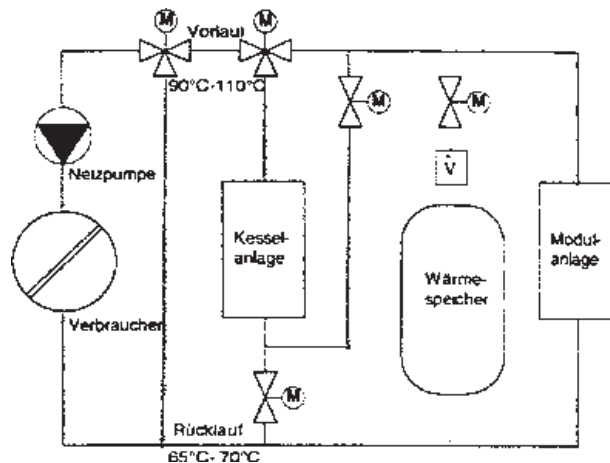 M
M
Vorlauf
90°C-110°C
M
M
V̇
Netzpumpe
Kessel-
anlage
Modul-
anlage
Wärme-
speicher
Verbraucher
M
Rücklauf
65°C-70°C